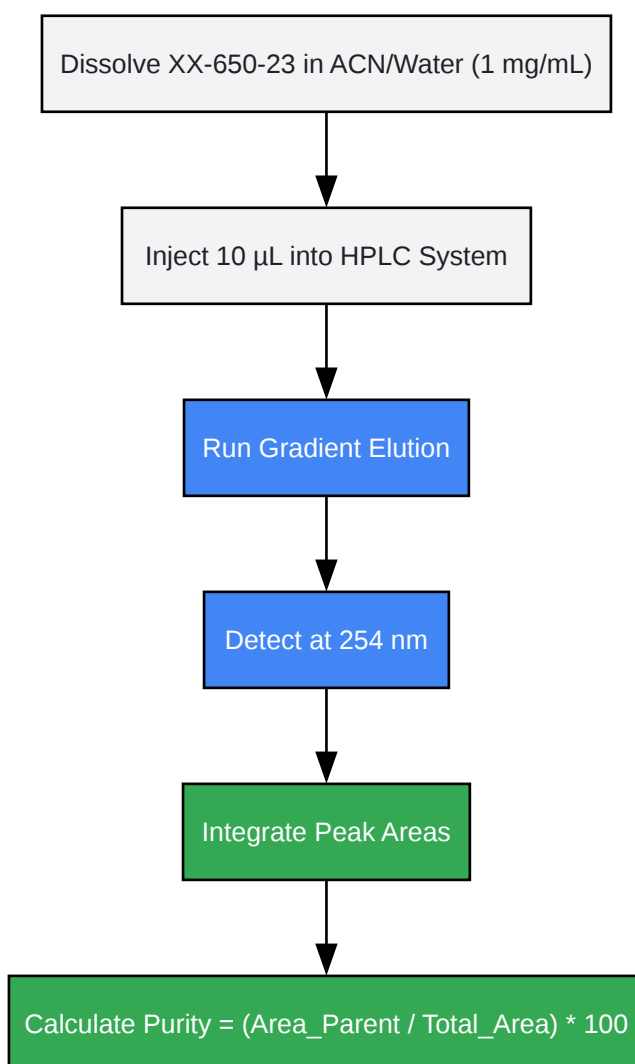 Dissolve XX-650-23 in ACN/Water (1 mg/mL)
Inject 10 µL into HPLC System
Run Gradient Elution
Detect at 254 nm
Integrate Peak Areas
Calculate Purity = (Area_Parent / Total_Area) * 100